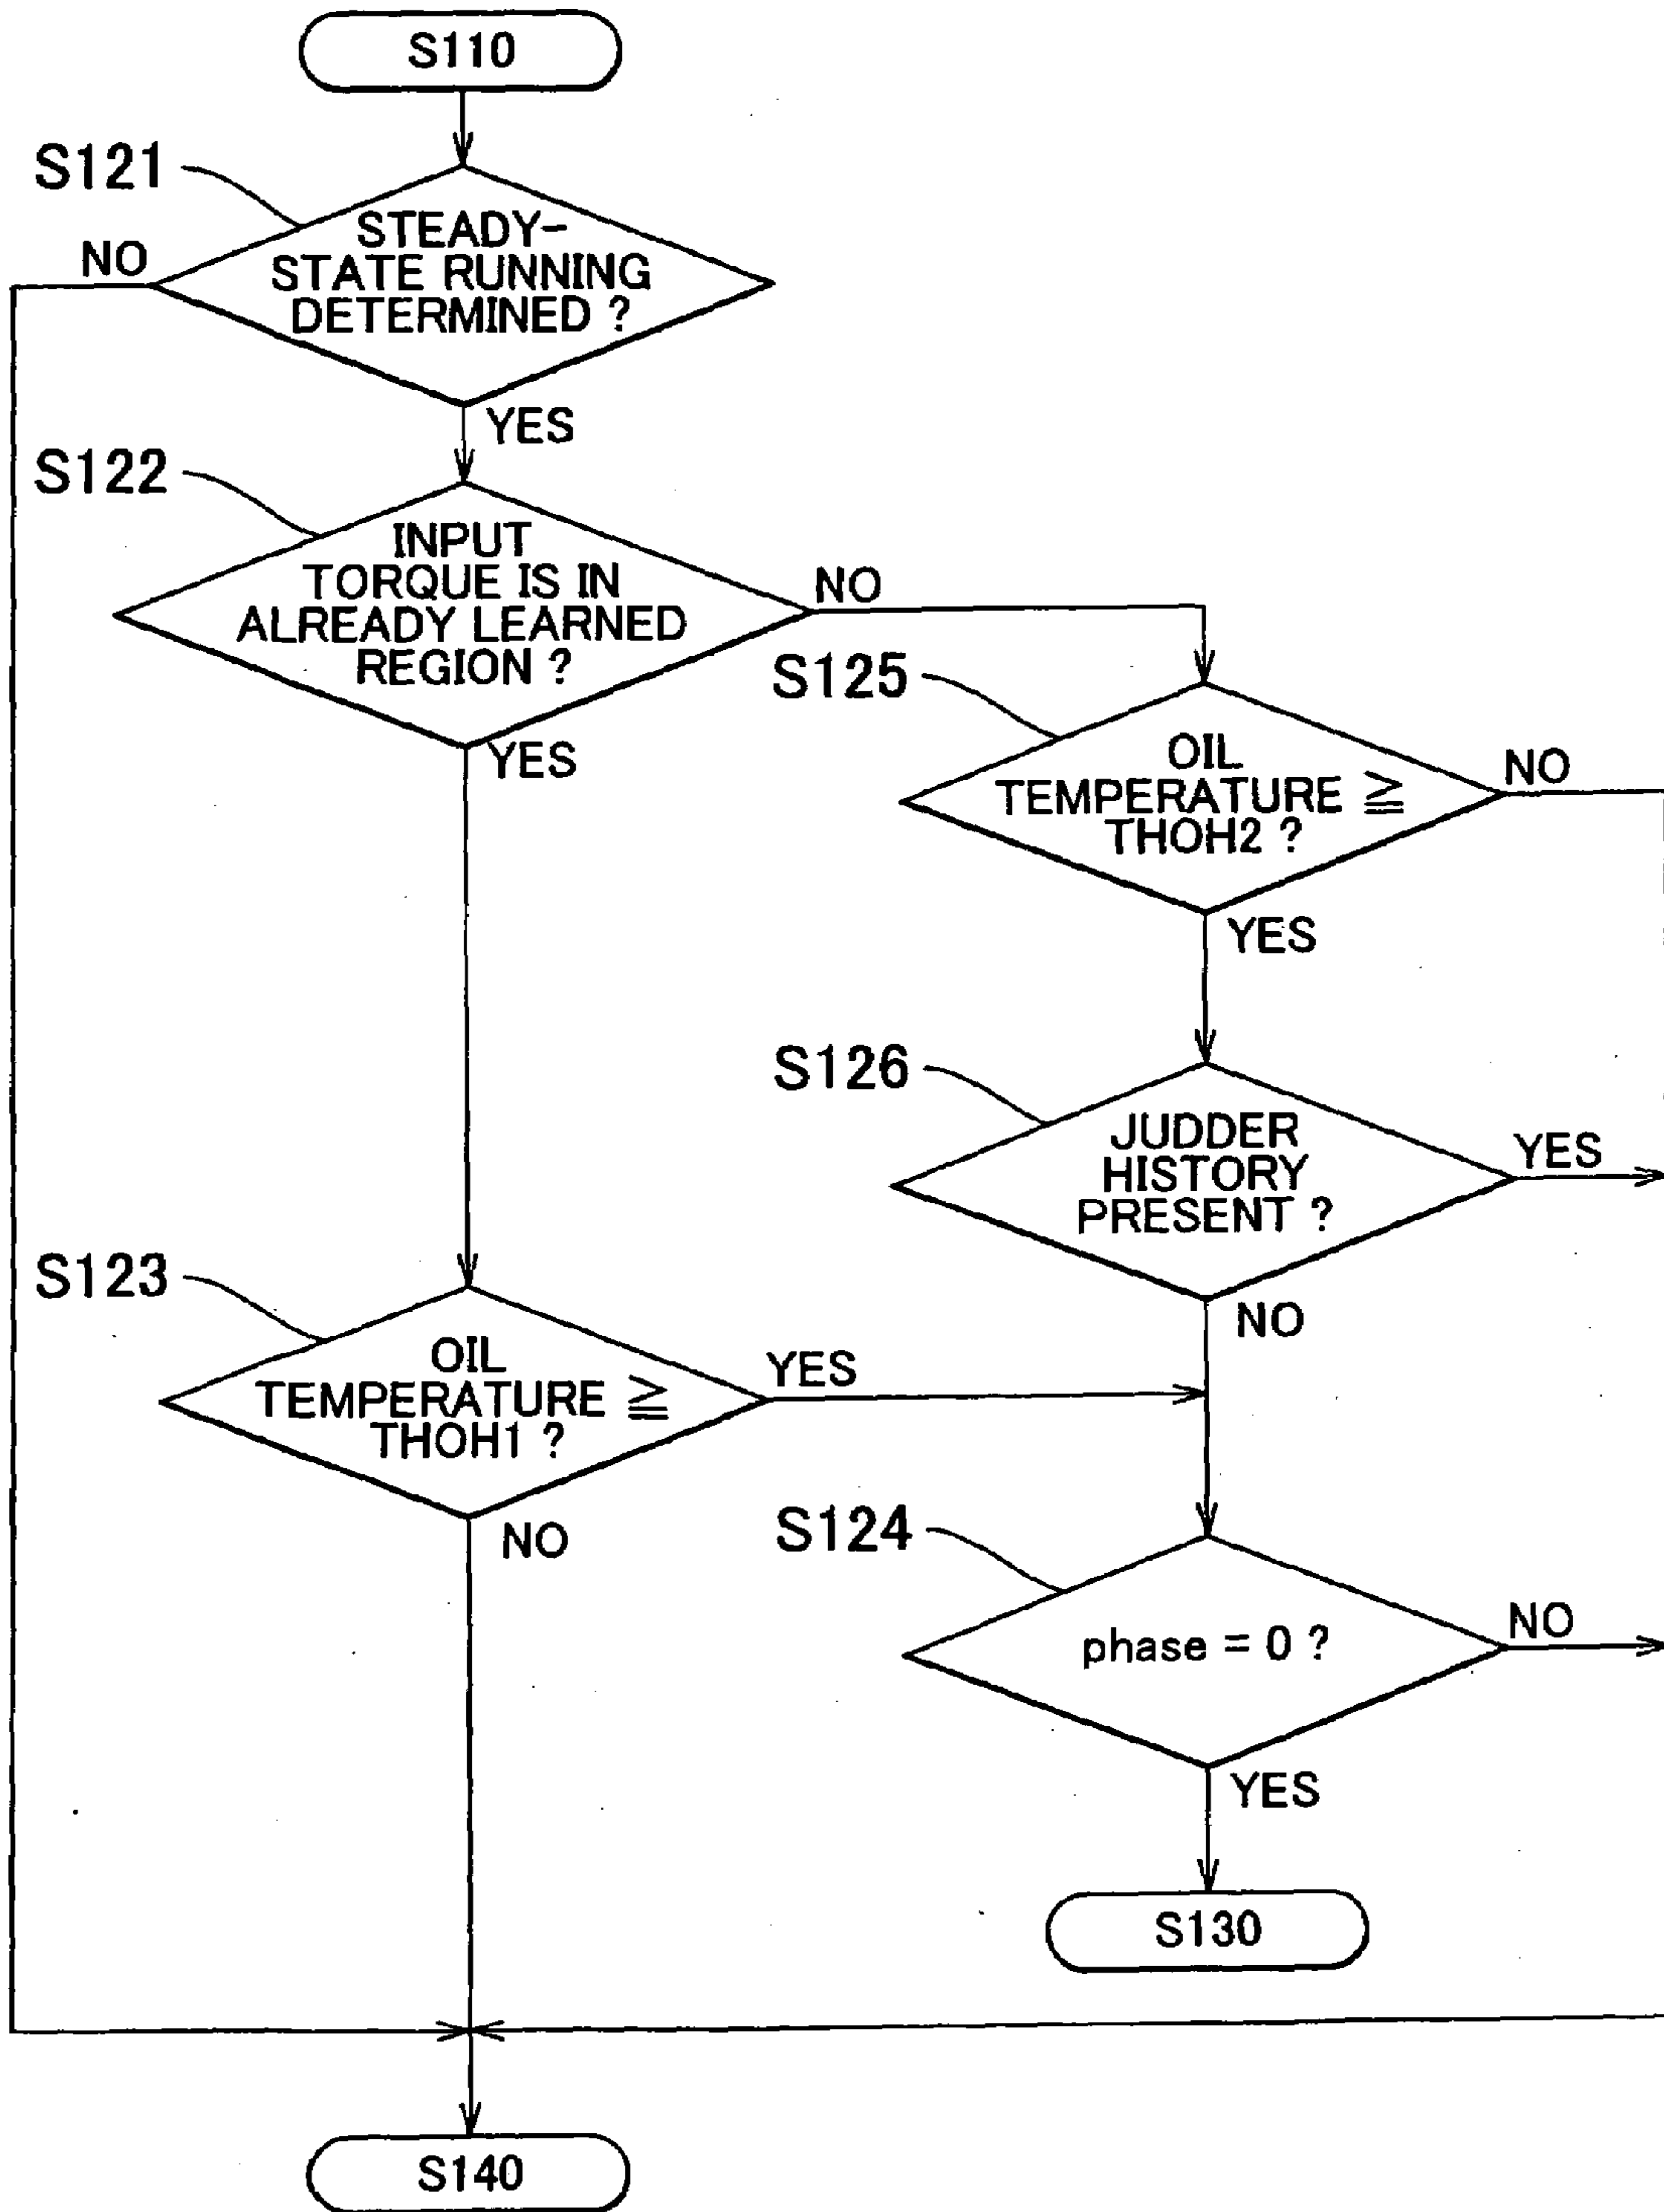 S110
S121
STEADY-
STATE RUNNING
DETERMINED ?
NO
YES
S122
INPUT
TORQUE IS IN
ALREADY LEARNED
REGION ?
NO
YES
S125
OIL
TEMPERATURE ≧
THOH2 ?
NO
YES
S126
JUDDER
HISTORY
PRESENT ?
YES
NO
S123
OIL
TEMPERATURE ≧
THOH1 ?
YES
NO
S124
phase = 0 ?
NO
YES
S130
S140